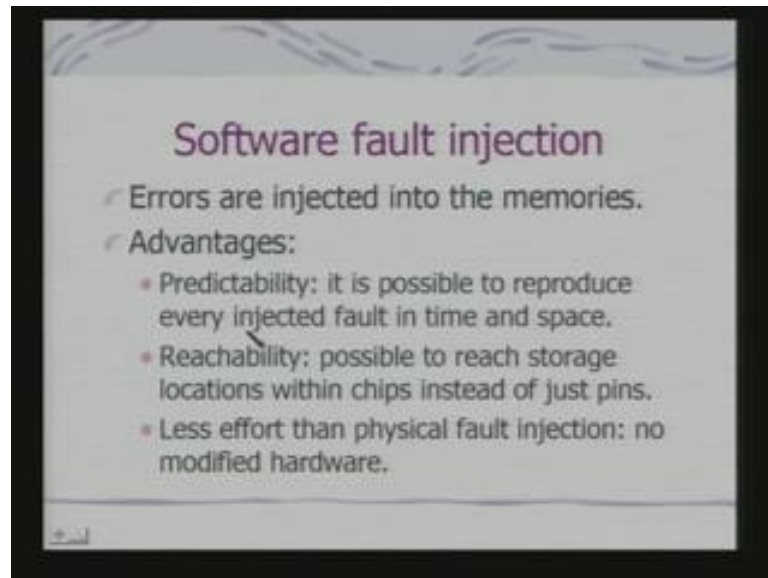 Software fault injection
Errors are injected into the memories.
Advantages:
Predictability: it is possible to reproduce
every injected fault in time and space.
Reachability: possible to reach storage
locations within chips instead of just pins.
Less effort than physical fault injection: no
modified hardware.